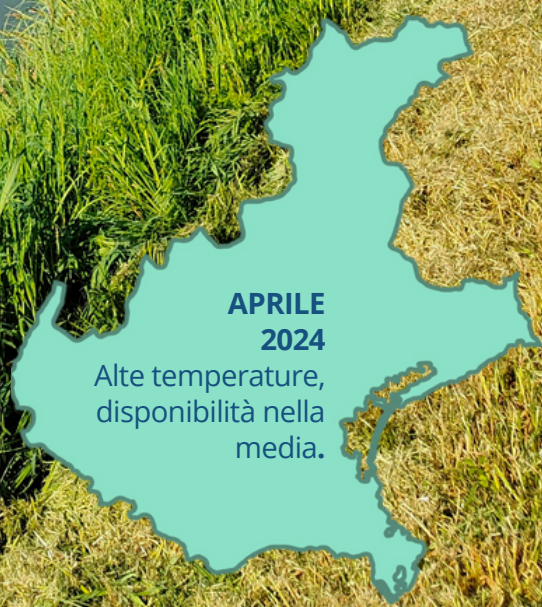 APRILE
2024
Alte temperature,
disponibilità nella
media.